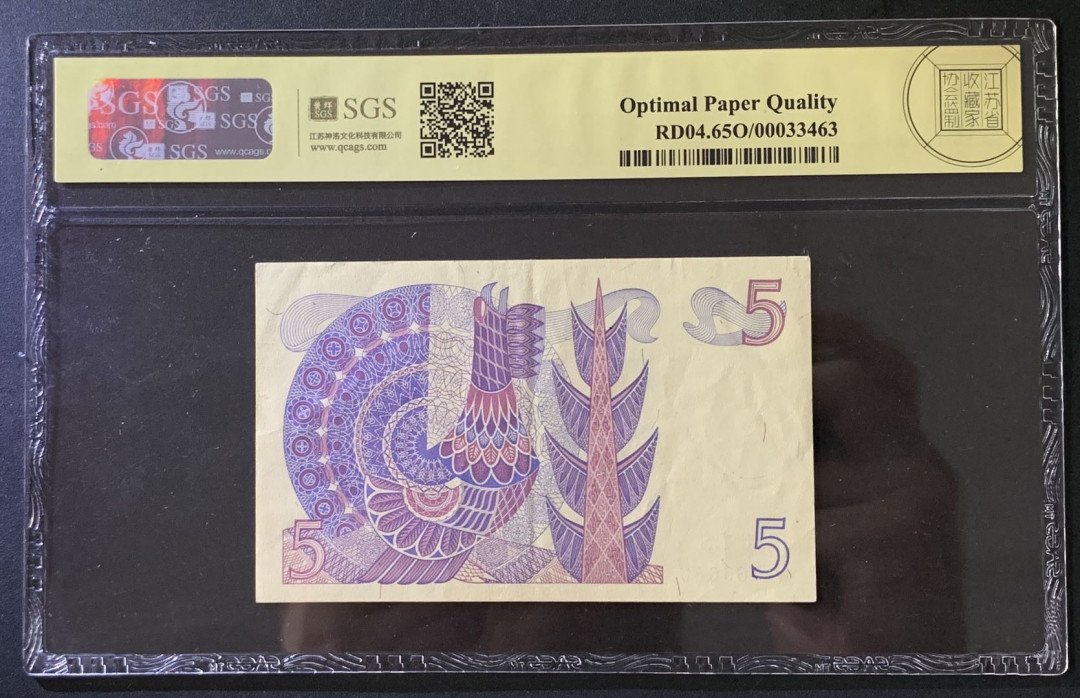 SGS
SGS
SGS
SGS
SGS
www.qcags.c
SGS
江苏神洛文化科技有限公司
www.qcags.com
Optimal Paper Quality
RD04.65O/00033463
江苏省
收藏家
协会监制
5
5
5